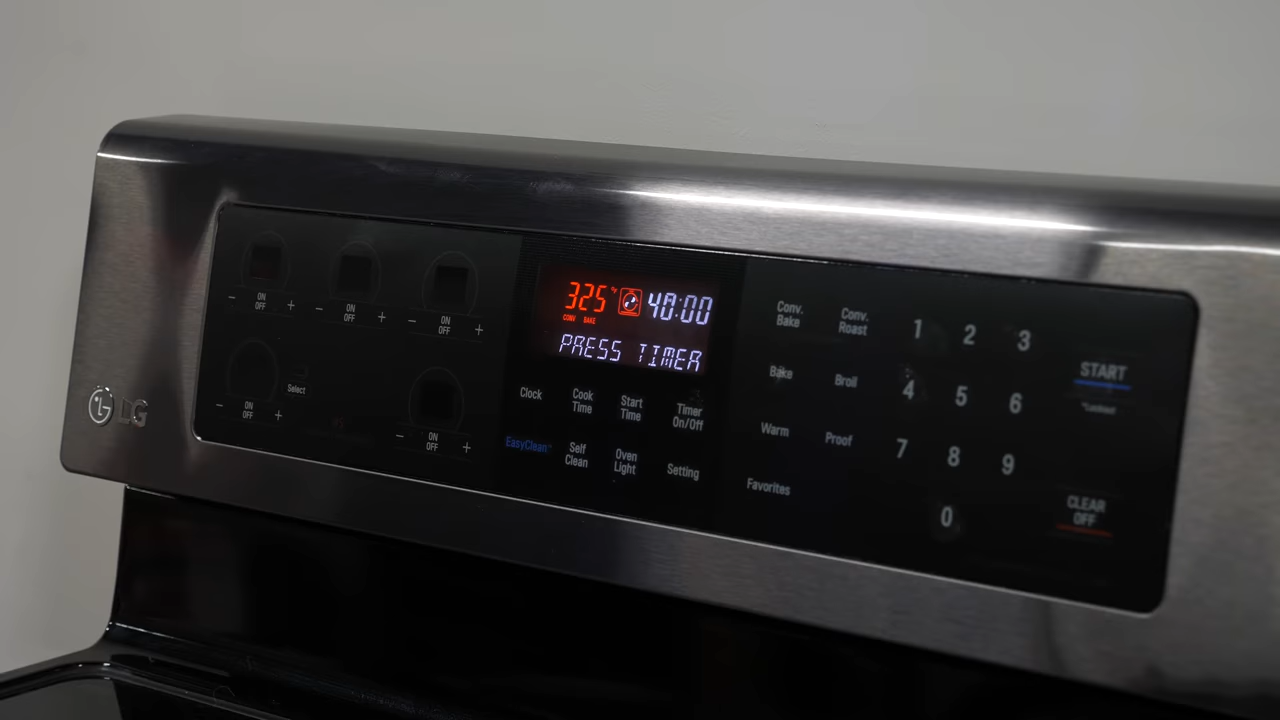 ON
OFF
ON
OFF
ON
OFF
ON
OFF
Select
ON
OFF
LG
325 °F 40:00
CONV BAKE
PRESS TIMER
Clock
Cook
Time
Start
Time
Timer
On/Off
EasyClean™
Self
Clean
Oven
Light
Setting
Conv.
Bake
Conv.
Roast
Bake
Broil
Warm
Proof
Favorites
1 2 3
4 5 6
7 8 9
0
START
CLEAR
OFF